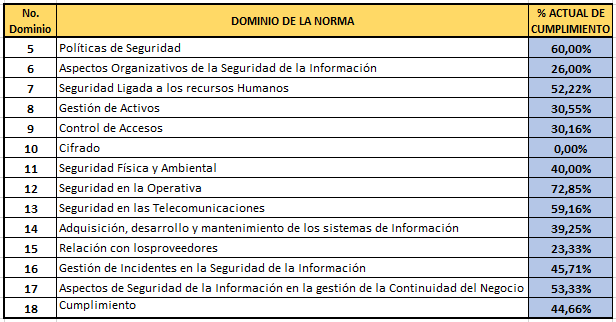 No. Dominio DOMINIO DE LA NORMA % ACTUAL DE CUMPLIMIENTO
5 Políticas de Seguridad 60,00%
6 Aspectos Organizativos de la Seguridad de la Información 26,00%
7 Seguridad Ligada a los recursos Humanos 52,22%
8 Gestión de Activos 30,55%
9 Control de Accesos 30,16%
10 Cifrado 0,00%
11 Seguridad Física y Ambiental 40,00%
12 Seguridad en la Operativa 72,85%
13 Seguridad en las Telecomunicaciones 59,16%
14 Adquisición, desarrollo y mantenimiento de los sistemas de Información 39,25%
15 Relación con losproveedores 23,33%
16 Gestión de Incidentes en la Seguridad de la Información 45,71%
17 Aspectos de Seguridad de la Información en la gestión de la Continuidad del Negocio 53,33%
18 Cumplimiento 44,66%